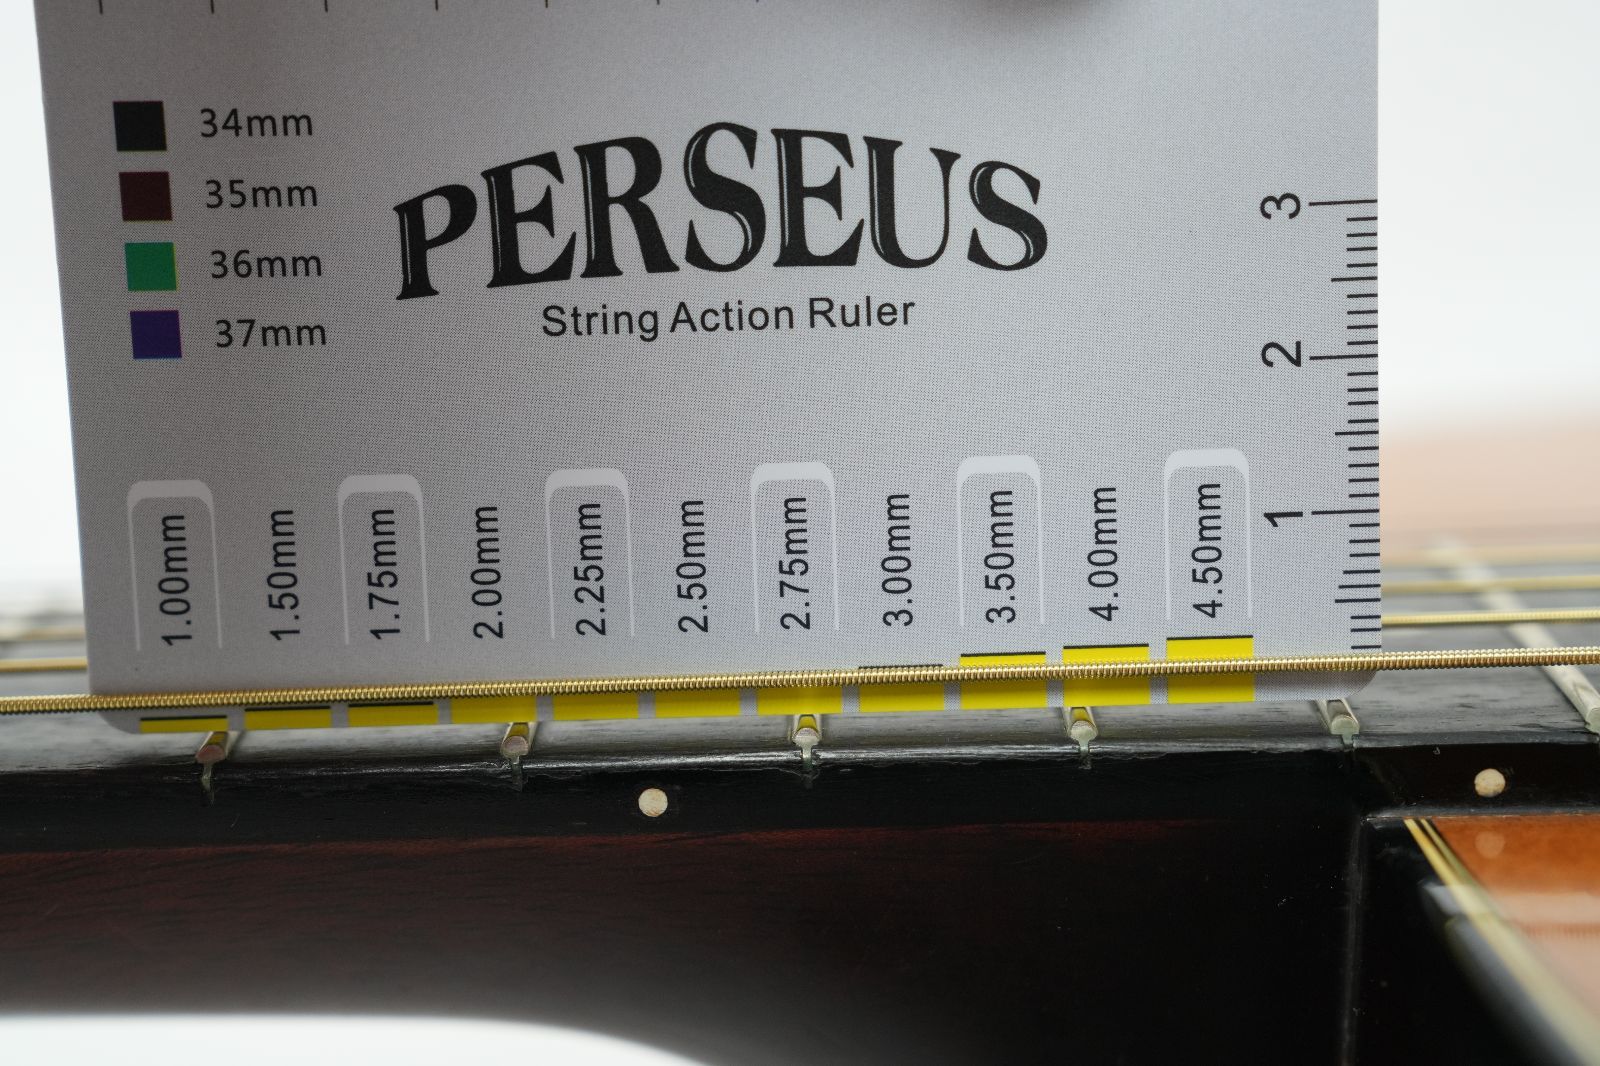 34mm
35mm
36mm
37mm
PERSEUS
String Action Ruler
3
2
1
1.00mm
1.50mm
1.75mm
2.00mm
2.25mm
2.50mm
2.75mm
3.00mm
3.50mm
4.00mm
4.50mm